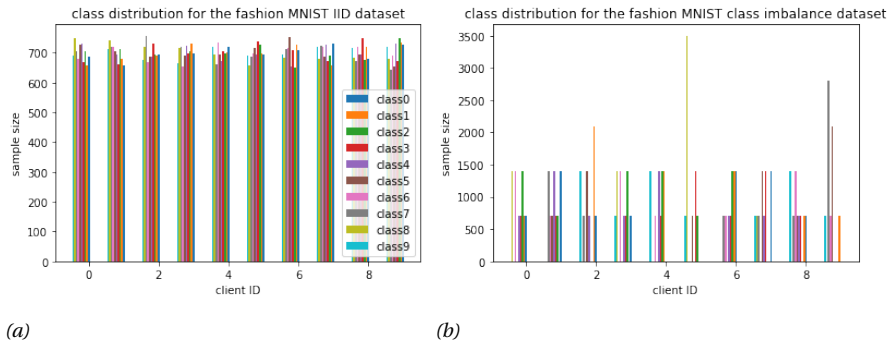 class distribution for the fashion MNIST IID dataset
700
600
500
400
300
200
100
0
sample size
0 2 4 6 8
client ID
class0
class1
class2
class3
class4
class5
class6
class7
class8
class9
(a)
class distribution for the fashion MNIST class imbalance dataset
3500
3000
2500
2000
1500
1000
500
0
sample size
0 2 4 6 8
client ID
(b)